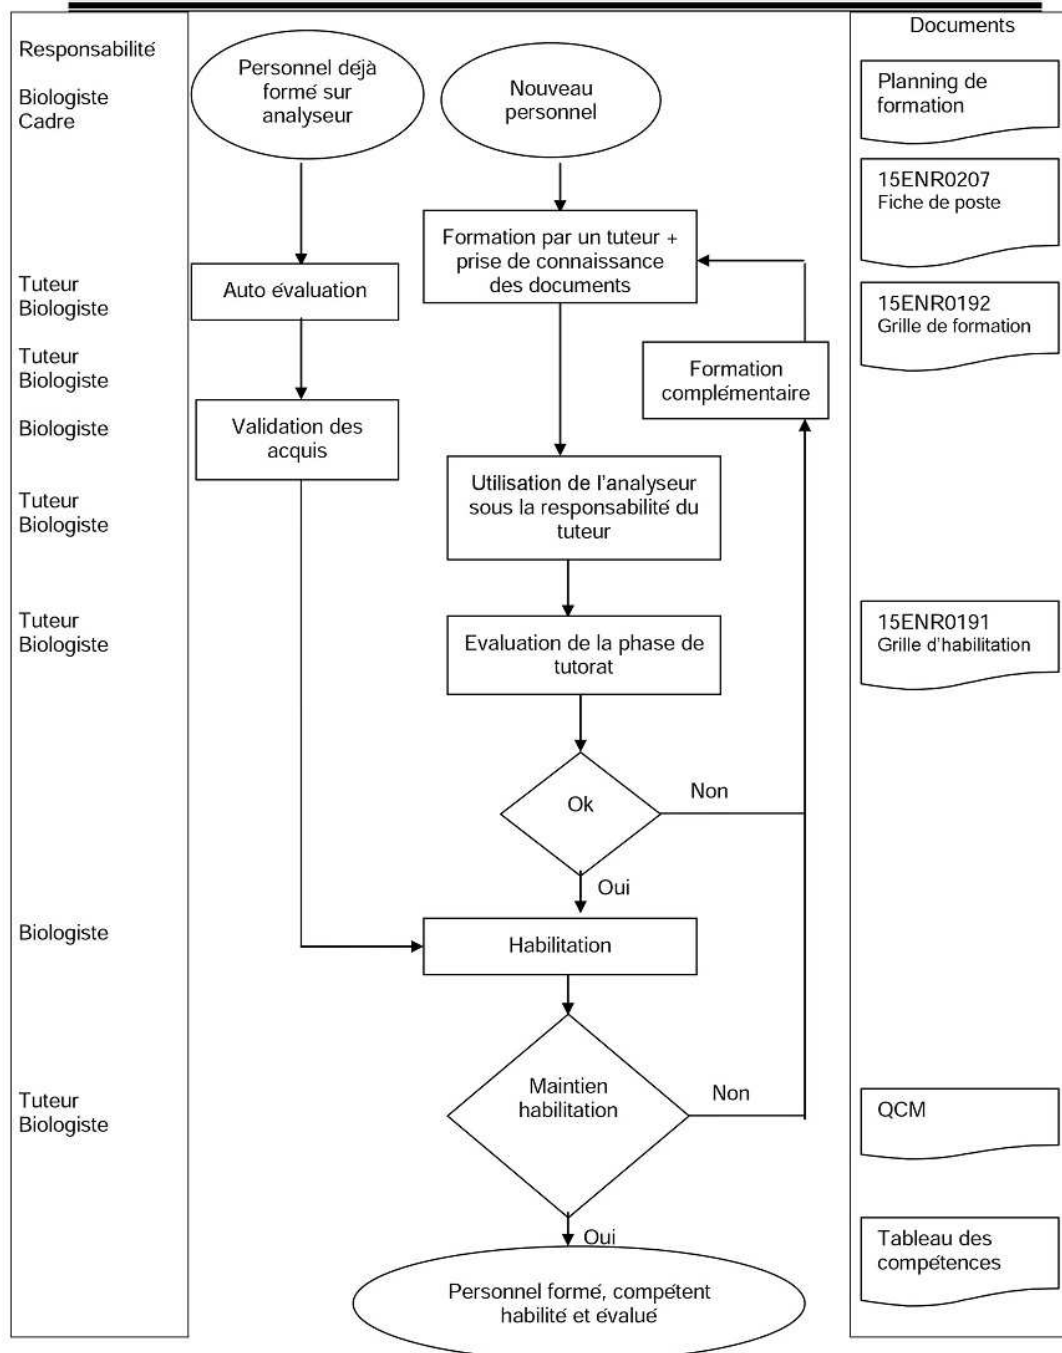 Responsabilité
Biologiste
Cadre
Tuteur
Biologiste
Tuteur
Biologiste
Biologiste
Tuteur
Biologiste
Tuteur
Biologiste
Biologiste
Tuteur
Biologiste
Personnel déjà
formé sur
analyseur
Auto évaluation
Validation des
acquis
Nouveau
personnel
Formation par un tuteur +
prise de connaissance
des documents
Formation
complémentaire
Utilisation de l'analyseur
sous la responsabilité du
tuteur
Evaluation de la phase de
tutorat
Ok
Non
Oui
Habilitation
Maintien
habilitation
Non
Oui
Personnel formé, compétent
habilité et évalué
Documents
Planning de
formation
15ENR0207
Fiche de poste
15ENR0192
Grille de formation
15ENR0191
Grille d'habilitation
QCM
Tableau des
compétences